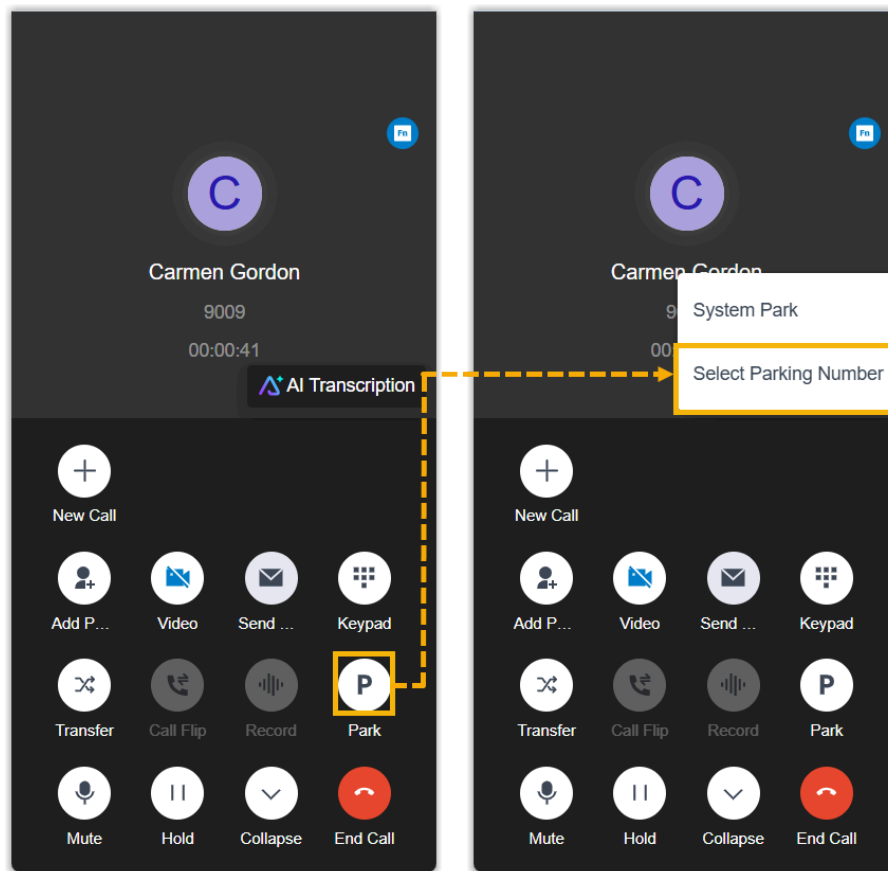 Fn
C
Carmen Gordon
9009
00:00:41
AI Transcription
New Call
Add P...
Video
Send ...
Keypad
P
Transfer
Call Flip
Record
Park
Mute
Hold
Collapse
End Call
Fn
C
Carmen Gordon
9
00:
System Park
Select Parking Number
New Call
Add P...
Video
Send ...
Keypad
P
Transfer
Call Flip
Record
Park
Mute
Hold
Collapse
End Call